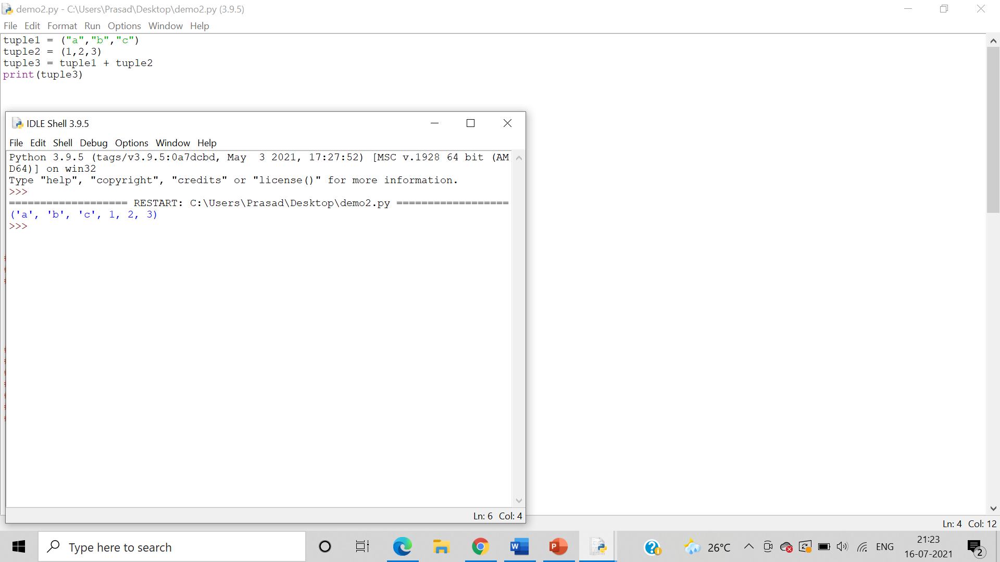 demo2.py - C:\Users\Prasad\Desktop\demo2.py (3.9.5)
File Edit Format Run Options Window Help
tuple1 = ("a","b","c")
tuple2 = (1,2,3)
tuple3 = tuple1 + tuple2
print(tuple3)
IDLE Shell 3.9.5
File Edit Shell Debug Options Window Help
Python 3.9.5 (tags/v3.9.5:0a7dcbd, May  3 2021, 17:27:52) [MSC v.1928 64 bit (AM
D64)] on win32
Type "help", "copyright", "credits" or "license()" for more information.
>>>
=================== RESTART: C:\Users\Prasad\Desktop\demo2.py ==================
('a', 'b', 'c', 1, 2, 3)
>>>
Ln: 6 Col: 4
Ln: 4 Col: 12
Type here to search
26°C
ENG
21:23
16-07-2021
2